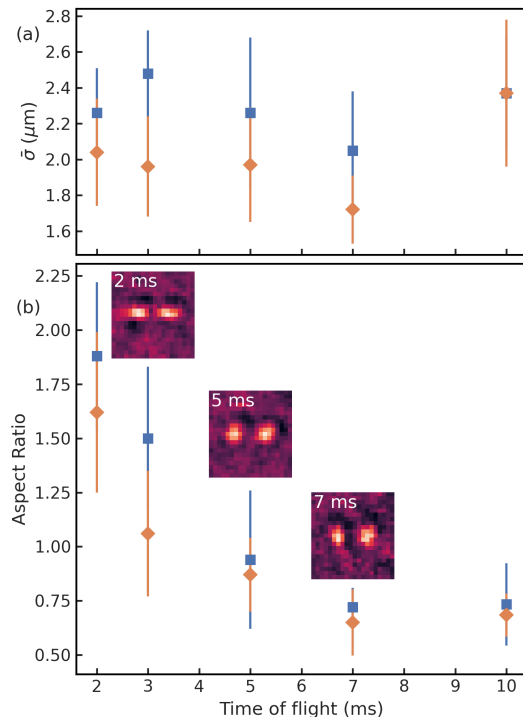 (a)
2.8
2.6
2.4
2.2
2.0
1.8
1.6
σ̄ (μm)
(b)
2.25
2.00
1.75
1.50
1.25
1.00
0.75
0.50
Aspect Ratio
2 ms
5 ms
7 ms
2 3 4 5 6 7 8 9 10
Time of flight (ms)